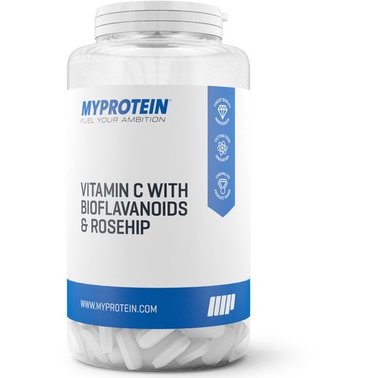 MYPROTEIN
FUEL YOUR AMBITION
VITAMIN C WITH
BIOFLAVANOIDS
& ROSEHIP
WWW.MYPROTEIN.COM